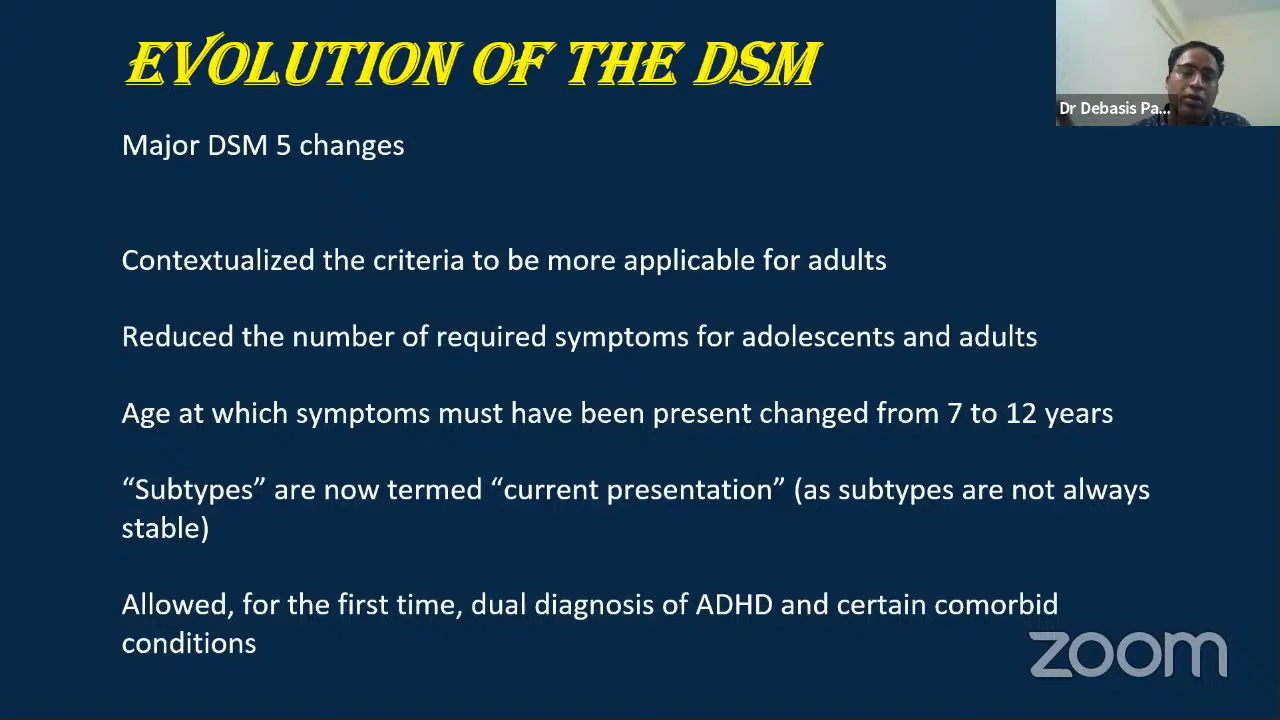 EVOLUTION OF THE DSM
Dr Debasis Pa...
Major DSM 5 changes
Contextualized the criteria to be more applicable for adults
Reduced the number of required symptoms for adolescents and adults
Age at which symptoms must have been present changed from 7 to 12 years
“Subtypes” are now termed “current presentation” (as subtypes are not always
stable)
Allowed, for the first time, dual diagnosis of ADHD and certain comorbid
conditions
zoom